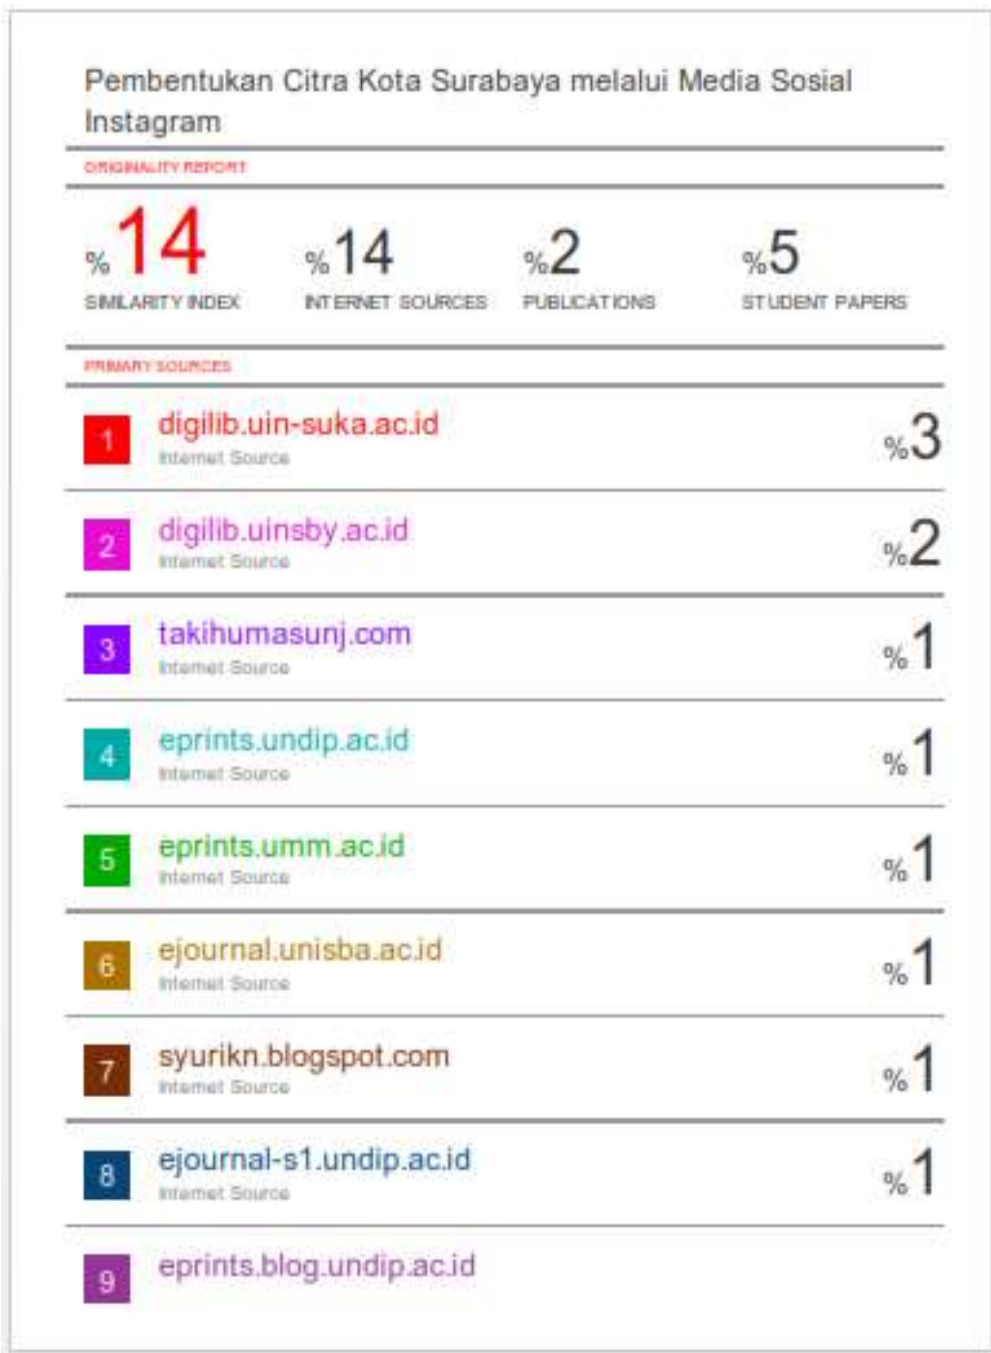 Pembentukan Citra Kota Surabaya melalui Media Sosial
Instagram
ORIGINALITY REPORT
%14
SIMILARITY INDEX
%14
INTERNET SOURCES
%2
PUBLICATIONS
%5
STUDENT PAPERS
PRIMARY SOURCES
1 digilib.uin-suka.ac.id %3
Internet Source
2 digilib.uinsby.ac.id %2
Internet Source
3 takihumasunj.com %1
Internet Source
4 eprints.undip.ac.id %1
Internet Source
5 eprints.umm.ac.id %1
Internet Source
6 ejournal.unisba.ac.id %1
Internet Source
7 syurikn.blogspot.com %1
Internet Source
8 ejournal-s1.undip.ac.id %1
Internet Source
9 eprints.blog.undip.ac.id